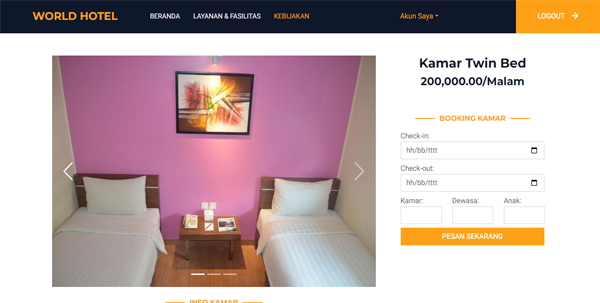 WORLD HOTEL
BERANDA LAYANAN & FASILITAS KEBIJAKAN Akun Saya LOGOUT →
Kamar Twin Bed
200,000.00/Malam
BOOKING KAMAR
Check-in:
hh/bb/tttt
Check-out:
hh/bb/tttt
Kamar: Dewasa: Anak:
PESAN SEKARANG
INFO KAMAR